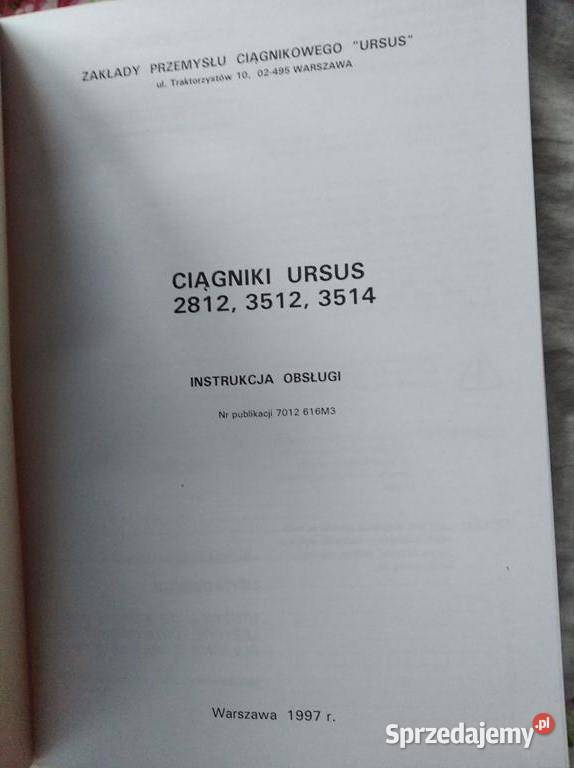 ZAKŁADY PRZEMYSŁU CIĄGNIKOWEGO "URSUS"
ul. Traktorzystów 10, 02-495 WARSZAWA
CIĄGNIKI URSUS
2812, 3512, 3514
INSTRUKCJA OBSŁUGI
Nr publikacji 7012 616M3
Warszawa 1997 r.
Sprzedajemy.pl